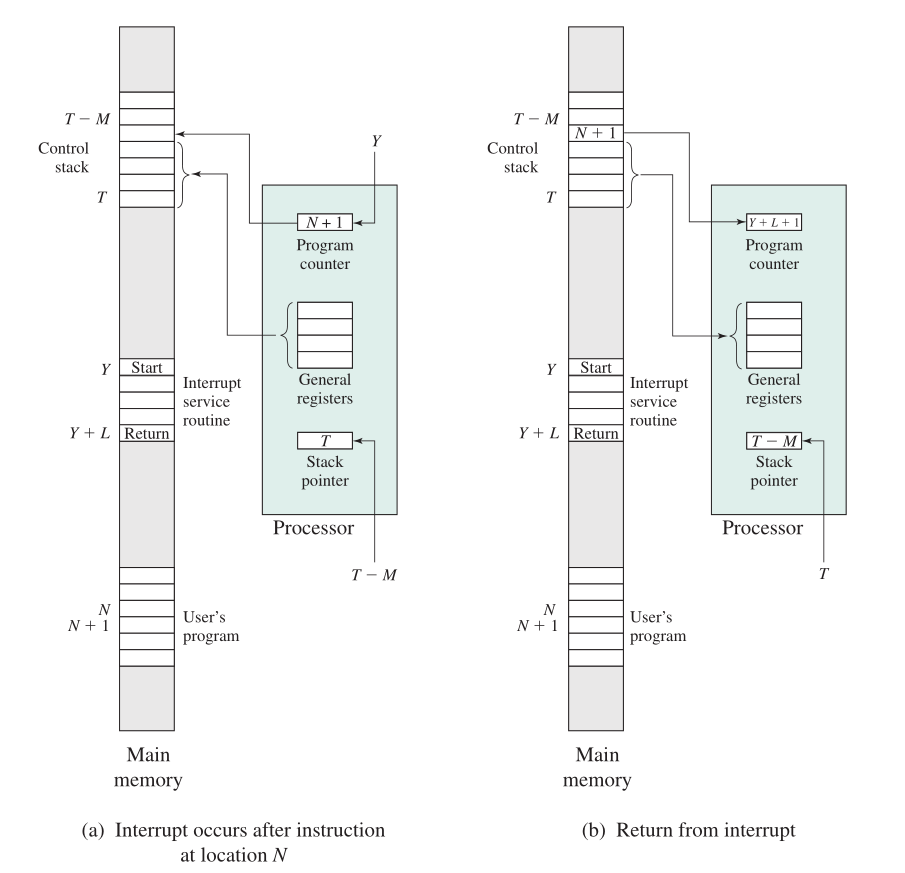 T − M
Control
stack
T
Y
N + 1
Program
counter
Y
Start
Interrupt
service
routine
General
registers
Y + L
Return
T
Stack
pointer
Processor
T − M
N
N + 1
User's
program
Main
memory
(a) Interrupt occurs after instruction
at location N
T − M
N + 1
Control
stack
T
Y + L + 1
Program
counter
Y
Start
Interrupt
service
routine
General
registers
Y + L
Return
T − M
Stack
pointer
Processor
T
N
N + 1
User's
program
Main
memory
(b) Return from interrupt